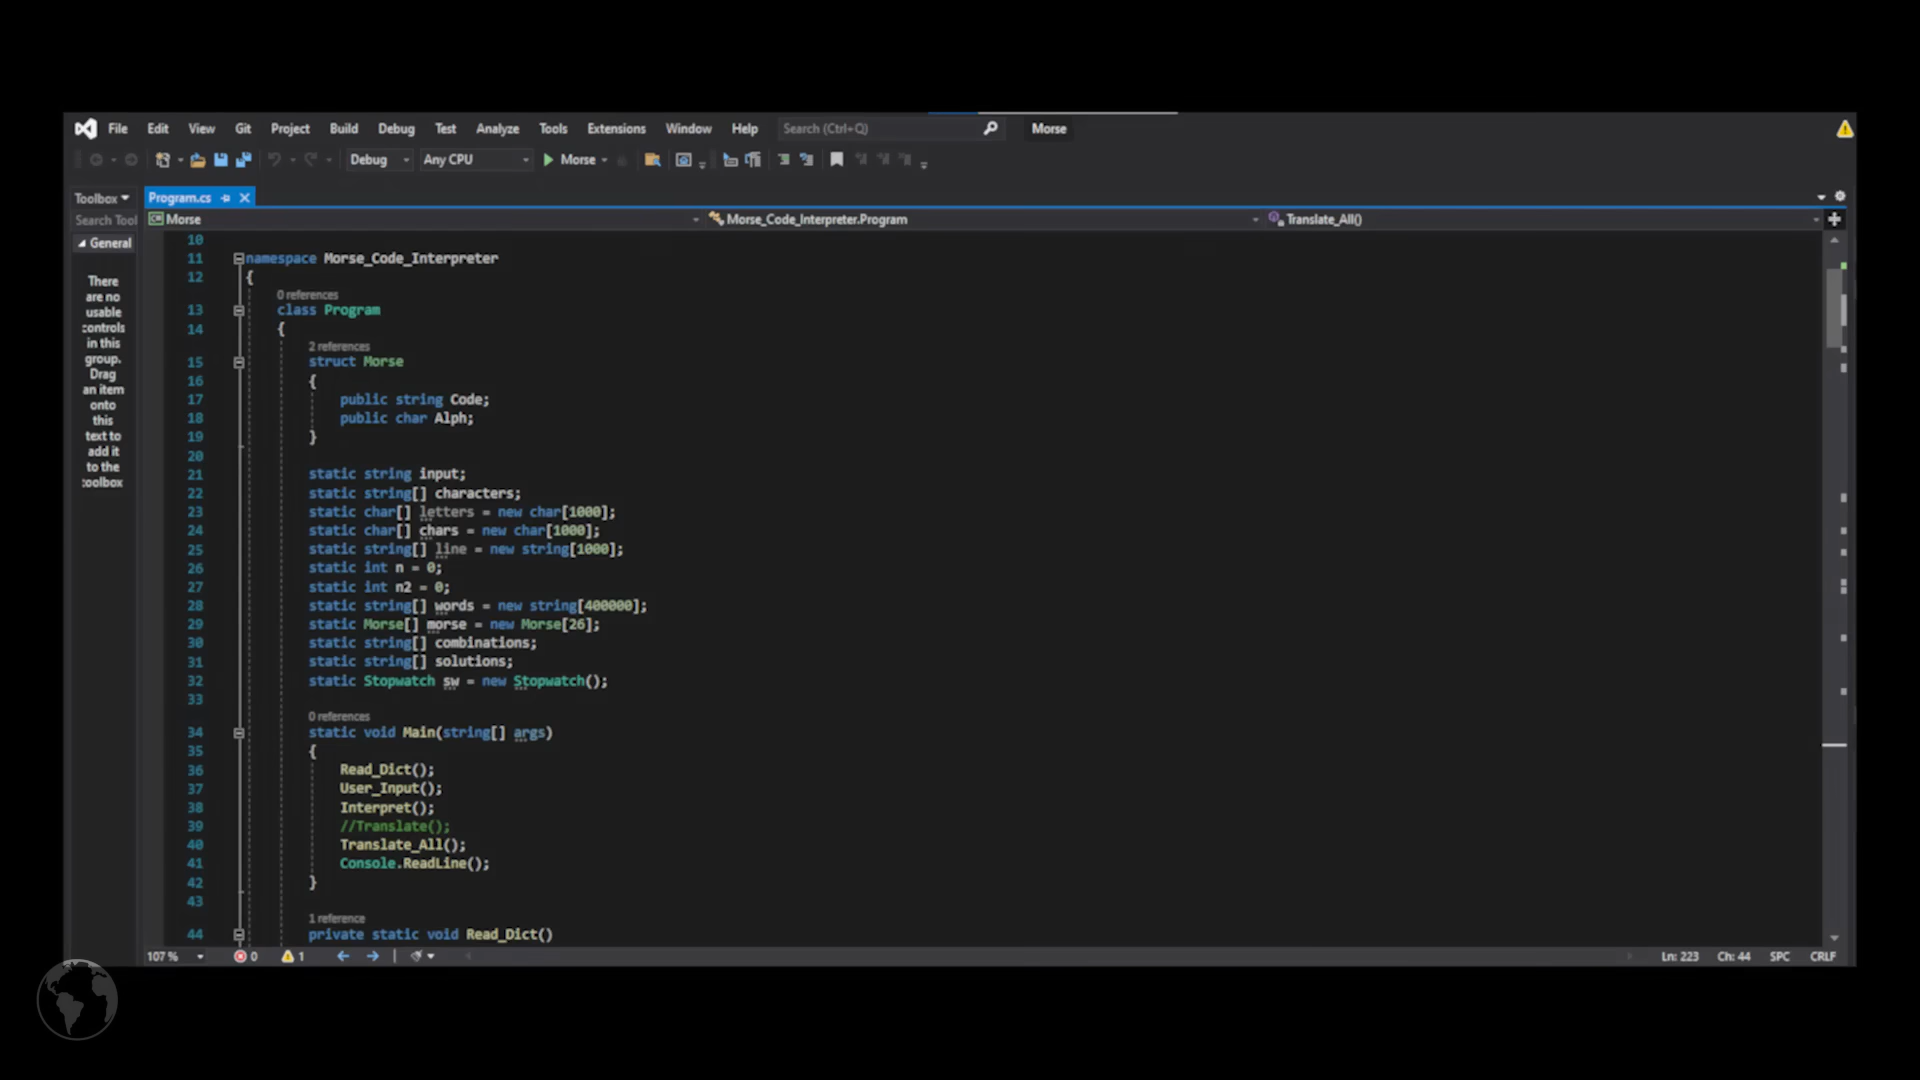 File Edit View Git Project Build Debug Test Analyze Tools Extensions Window Help Search (Ctrl+Q) Morse
Debug Any CPU Morse
Toolbox Program.cs
Search Tool Morse Morse_Code_Interpreter.Program Translate_All()
General
There
are no
usable
controls
in this
group.
Drag
an item
onto
this
text to
add it
to the
toolbox
10
11 namespace Morse_Code_Interpreter
12 {
0 references
13 class Program
14 {
2 references
15 struct Morse
16 {
17 public string Code;
18 public char Alph;
19 }
20
21 static string input;
22 static string[] characters;
23 static char[] letters = new char[1000];
24 static char[] chars = new char[1000];
25 static string[] line = new string[1000];
26 static int n = 0;
27 static int n2 = 0;
28 static string[] words = new string[400000];
29 static Morse[] morse = new Morse[26];
30 static string[] combinations;
31 static string[] solutions;
32 static Stopwatch sw = new Stopwatch();
33
0 references
34 static void Main(string[] args)
35 {
36 Read_Dict();
37 User_Input();
38 Interpret();
39 //Translate();
40 Translate_All();
41 Console.ReadLine();
42 }
43
1 reference
44 private static void Read_Dict()
107 % 0 1 Ln: 223 Ch: 44 SPC CRLF